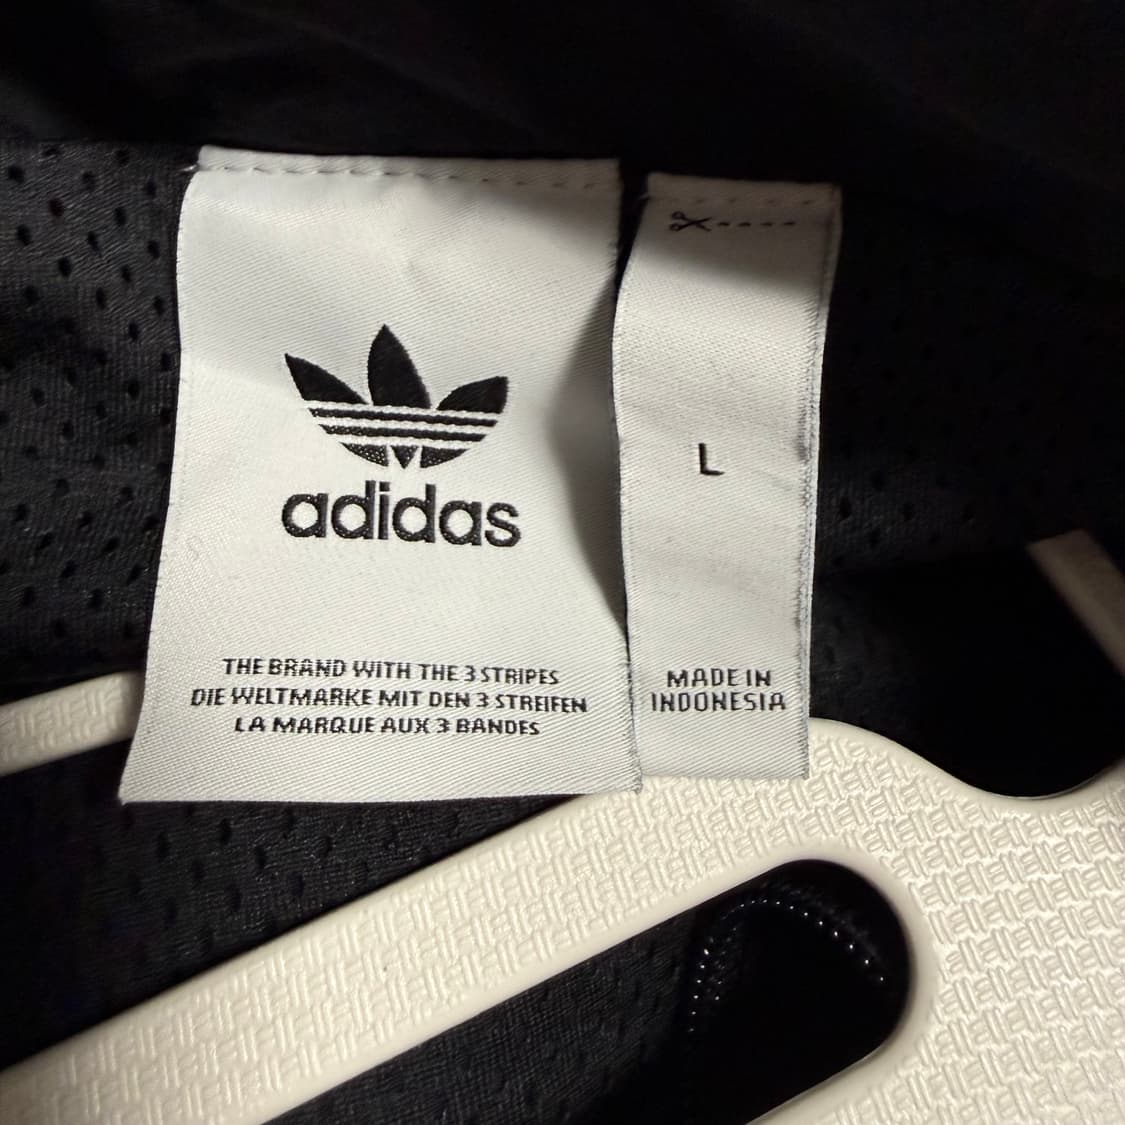 adidas
THE BRAND WITH THE 3 STRIPES
DIE WELTMARKE MIT DEN 3 STREIFEN
LA MARQUE AUX 3 BANDES
L
MADE IN
INDONESIA